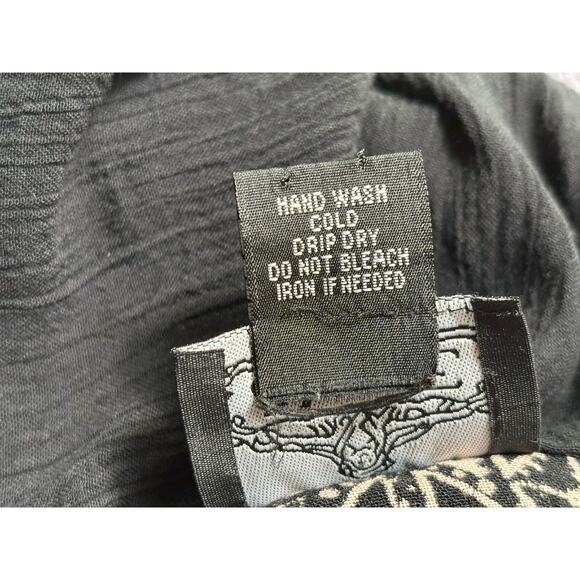 HAND WASH
COLD
DRIP DRY
DO NOT BLEACH
IRON IF NEEDED